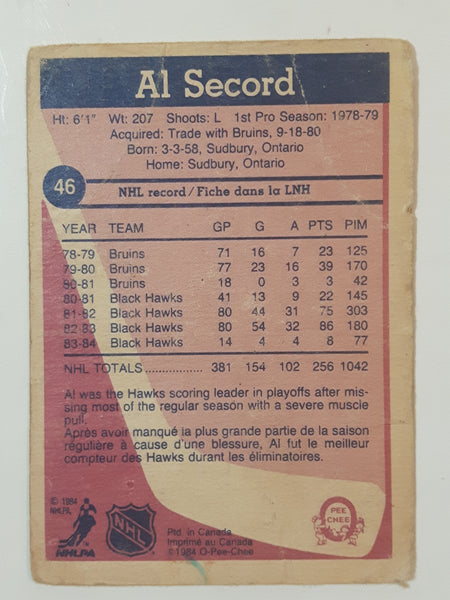 Al Secord
Ht: 6'1" Wt: 207 Shoots: L 1st Pro Season: 1978-79
Acquired: Trade with Bruins, 9-18-80
Born: 3-3-58, Sudbury, Ontario
Home: Sudbury, Ontario
46
NHL record/Fiche dans la LNH
YEAR TEAM GP G A PTS PIM
78-79 Bruins 71 16 7 23 125
79-80 Bruins 77 23 16 39 170
80-81 Bruins 18 0 3 3 42
80-81 Black Hawks 41 13 9 22 145
81-82 Black Hawks 80 44 31 75 303
82-83 Black Hawks 80 54 32 86 180
83-84 Black Hawks 14 4 4 8 77
NHL TOTALS.................. 381 154 102 256 1042
Al was the Hawks scoring leader in playoffs after mis-
sing most of the regular season with a severe muscle
pull.
Après avoir manqué la plus grande partie de la saison
régulière à cause d'une blessure, Al fut le meilleur
compteur des Hawks durant les éliminatoires.
© 1984
NHLPA.
NHLPA
NHL
Ptd. in Canada
Imprimé au Canada
©1984 O-Pee-Chee
O
PEE
CHEE